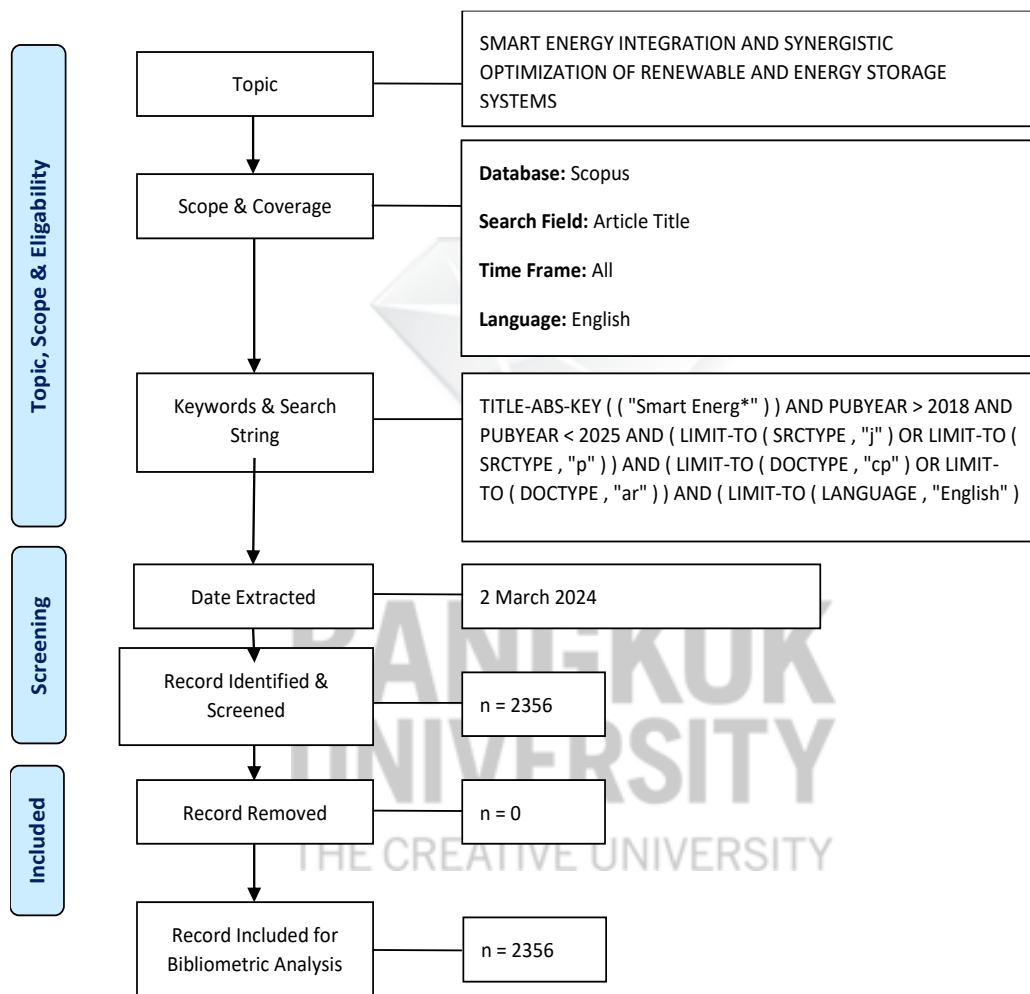 Topic, Scope & Eligability
Topic
SMART ENERGY INTEGRATION AND SYNERGISTIC
OPTIMIZATION OF RENEWABLE AND ENERGY STORAGE
SYSTEMS
Scope & Coverage
Database: Scopus
Search Field: Article Title
Time Frame: All
Language: English
Keywords & Search
String
TITLE-ABS-KEY ( ( "Smart Energ*" ) ) AND PUBYEAR > 2018 AND
PUBYEAR < 2025 AND ( LIMIT-TO ( SRCTYPE , "j" ) OR LIMIT-TO (
SRCTYPE , "p" ) ) AND ( LIMIT-TO ( DOCTYPE , "cp" ) OR LIMIT-
TO ( DOCTYPE , "ar" ) ) AND ( LIMIT-TO ( LANGUAGE , "English" )
Screening
Date Extracted
2 March 2024
Record Identified &
Screened
n = 2356
Included
Record Removed
n = 0
Record Included for
Bibliometric Analysis
n = 2356
BANGKUK
UNIVERSITY
THE CREATIVE UNIVERSITY